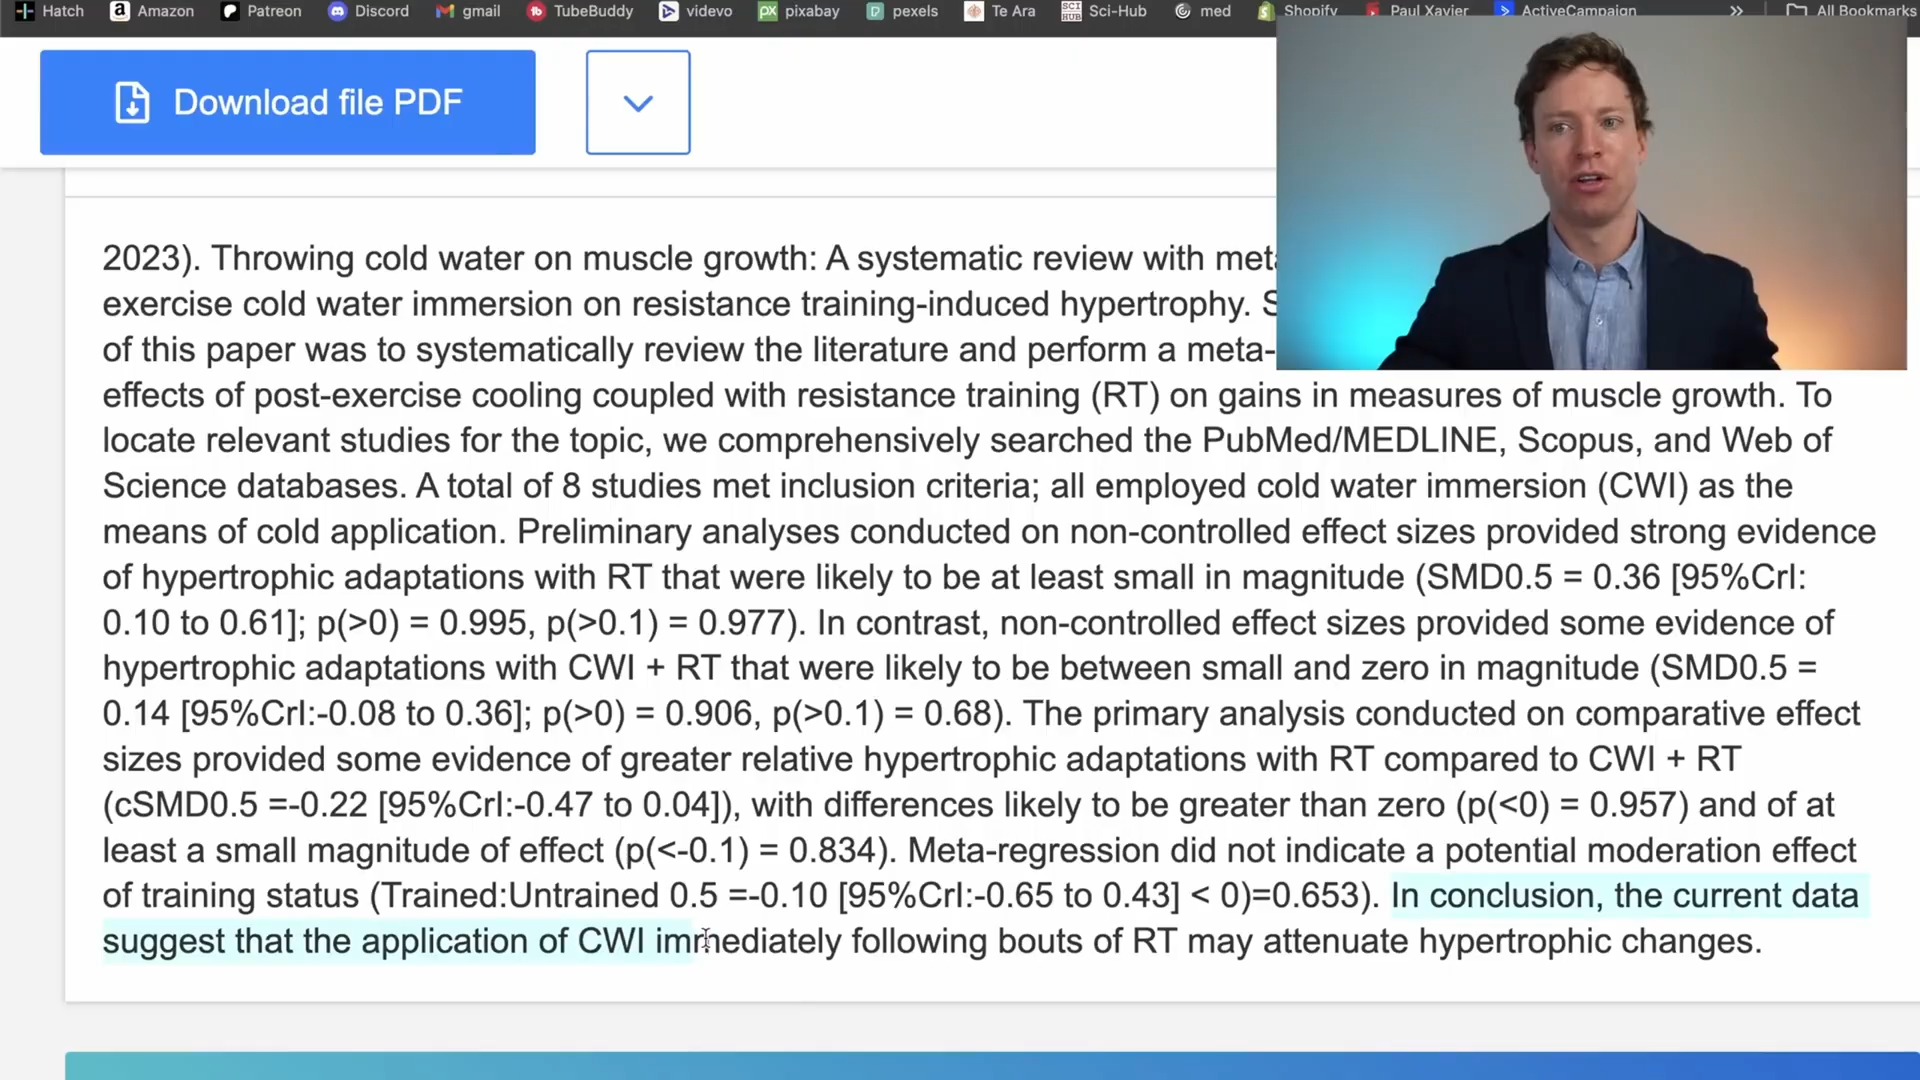 Hatch Amazon Patreon Discord gmail TubeBuddy videvo pixabay pexels Te Ara Sci-Hub med Shopify Paul Xavier ActiveCampaign » All Bookmarks
Download file PDF
2023). Throwing cold water on muscle growth: A systematic review with
exercise cold water immersion on resistance training-induced hypertrophy.
of this paper was to systematically review the literature and perform a meta-
effects of post-exercise cooling coupled with resistance training (RT) on gains in measures of muscle growth. To
locate relevant studies for the topic, we comprehensively searched the PubMed/MEDLINE, Scopus, and Web of
Science databases. A total of 8 studies met inclusion criteria; all employed cold water immersion (CWI) as the
means of cold application. Preliminary analyses conducted on non-controlled effect sizes provided strong evidence
of hypertrophic adaptations with RT that were likely to be at least small in magnitude (SMD0.5 = 0.36 [95%CrI:
0.10 to 0.61]; p(>0) = 0.995, p(>0.1) = 0.977). In contrast, non-controlled effect sizes provided some evidence of
hypertrophic adaptations with CWI + RT that were likely to be between small and zero in magnitude (SMD0.5 =
0.14 [95%CrI:-0.08 to 0.36]; p(>0) = 0.906, p(>0.1) = 0.68). The primary analysis conducted on comparative effect
sizes provided some evidence of greater relative hypertrophic adaptations with RT compared to CWI + RT
(cSMD0.5 =-0.22 [95%CrI:-0.47 to 0.04]), with differences likely to be greater than zero (p(<0) = 0.957) and of at
least a small magnitude of effect (p(<-0.1) = 0.834). Meta-regression did not indicate a potential moderation effect
of training status (Trained:Untrained 0.5 =-0.10 [95%CrI:-0.65 to 0.43] < 0)=0.653). In conclusion, the current data
suggest that the application of CWI immediately following bouts of RT may attenuate hypertrophic changes.